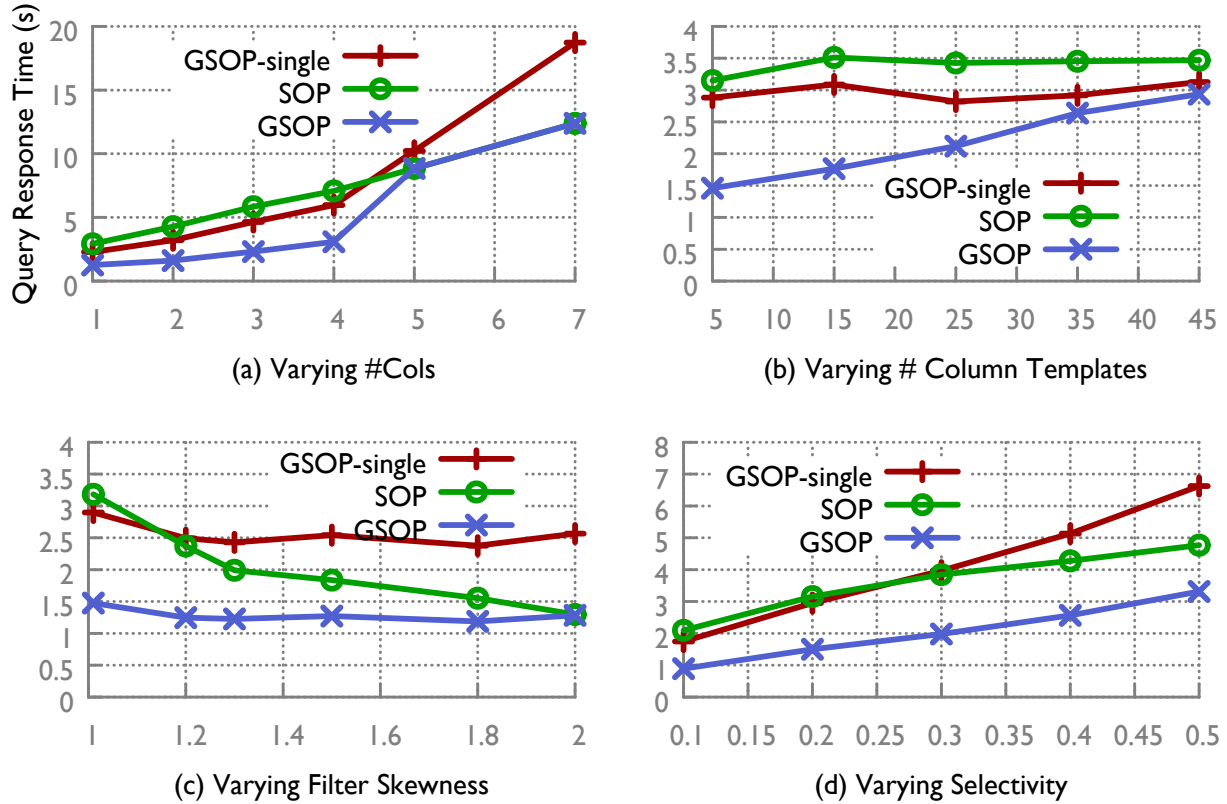 Query Response Time (s)
20
15
10
5
0
GSOP-single
SOP
GSOP
1 2 3 4 5 6 7
(a) Varying #Cols
4
3.5
3
2.5
2
1.5
1
0.5
0
GSOP-single
SOP
GSOP
5 10 15 20 25 30 35 40 45
(b) Varying # Column Templates
4
3.5
3
2.5
2
1.5
1
0.5
0
GSOP-single
SOP
GSOP
1 1.2 1.4 1.6 1.8 2
(c) Varying Filter Skewness
8
7
6
5
4
3
2
1
0
GSOP-single
SOP
GSOP
0.1 0.15 0.2 0.25 0.3 0.35 0.4 0.45 0.5
(d) Varying Selectivity